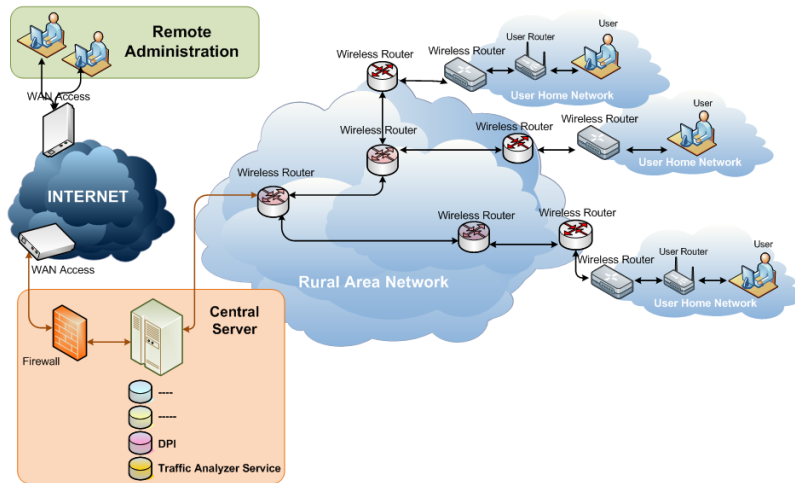 Remote
Administration
WAN Access
INTERNET
WAN Access
Firewall
Central
Server
----
-----
DPI
Traffic Analyzer Service
Wireless Router
Wireless Router
Wireless Router
Wireless Router
Wireless Router
Wireless Router
Rural Area Network
Wireless Router
User Router
User
User Home Network
Wireless Router
User
User Home Network
Wireless Router
User Router
User
User Home Network